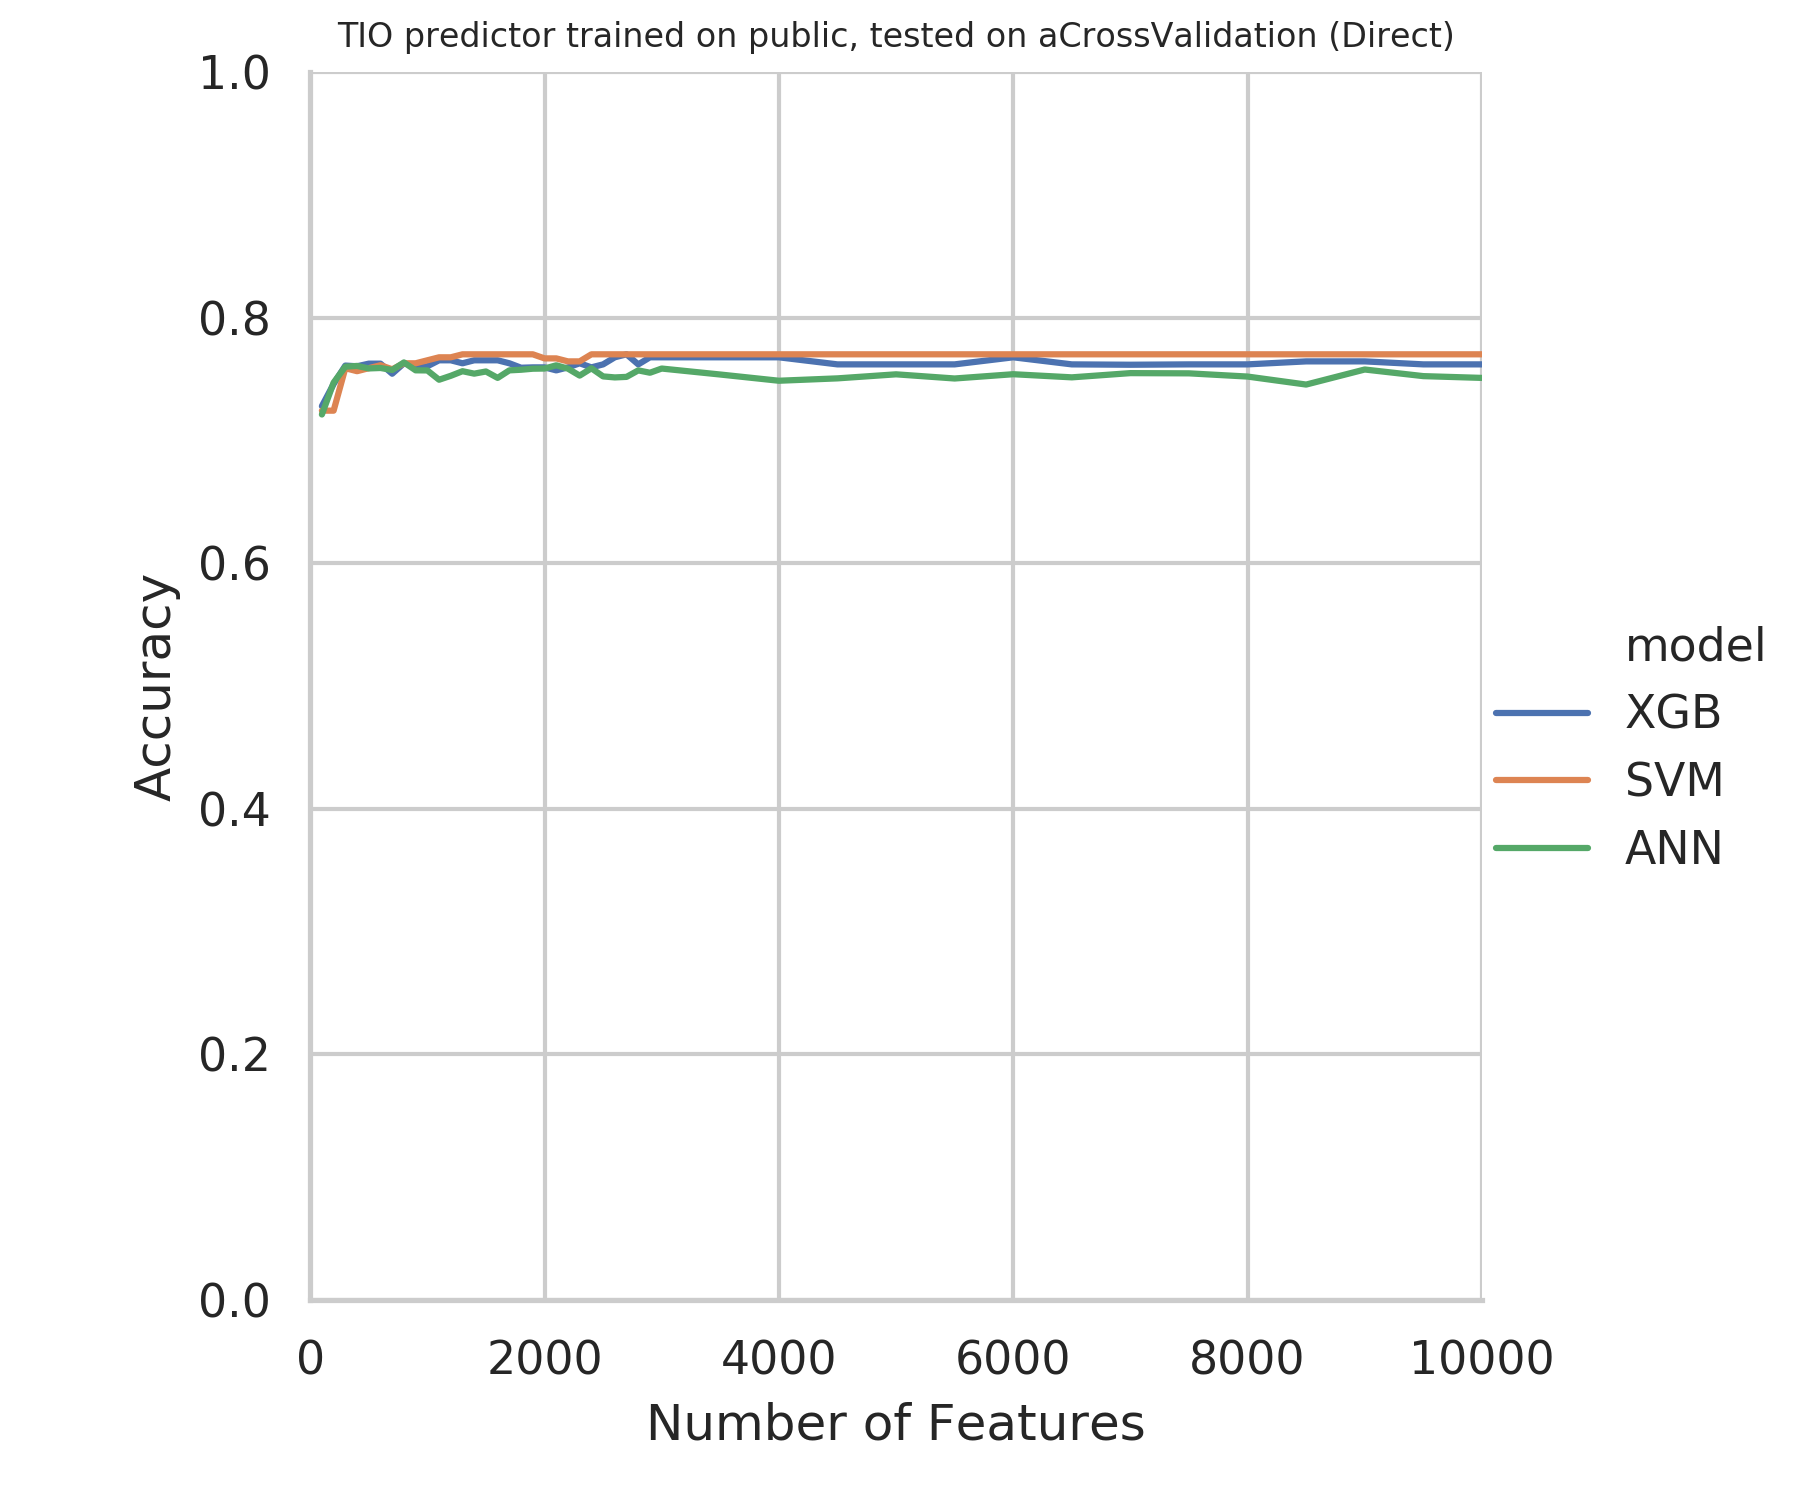 TIO predictor trained on public, tested on aCrossValidation (Direct)
1.0
0.8
0.6
0.4
0.2
0.0
Accuracy
0 2000 4000 6000 8000 10000
Number of Features
model
XGB
SVM
ANN